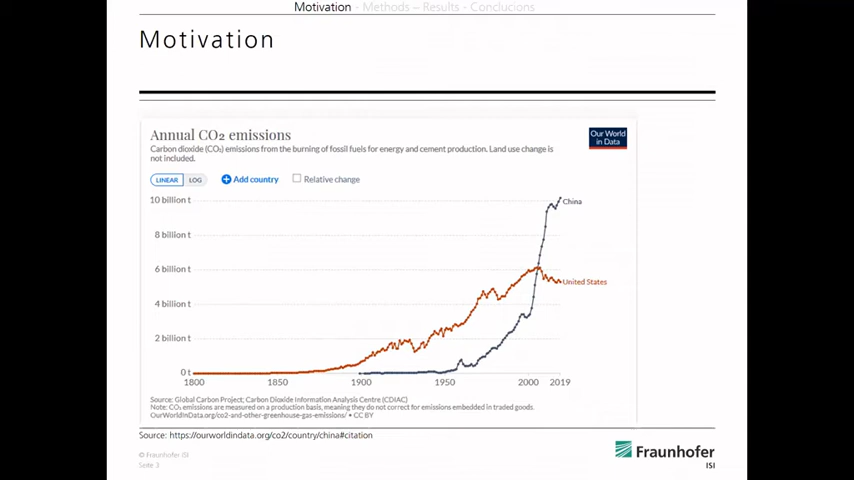 Motivation - Methods – Results - Conclucions
Motivation
Annual CO2 emissions
Our World
in Data
Carbon dioxide (CO₂) emissions from the burning of fossil fuels for energy and cement production. Land use change is
not included.
LINEAR LOG Add country Relative change
10 billion t
China
8 billion t
6 billion t
United States
4 billion t
2 billion t
0 t
1800 1850 1900 1950 2000 2019
Source: Global Carbon Project; Carbon Dioxide Information Analysis Centre (CDIAC)
Note: CO₂ emissions are measured on a production basis, meaning they do not correct for emissions embedded in traded goods.
OurWorldInData.org/co2-and-other-greenhouse-gas-emissions/ • CC BY
Source: https://ourworldindata.org/co2/country/china#citation
© Fraunhofer ISI
Seite 3
Fraunhofer
ISI